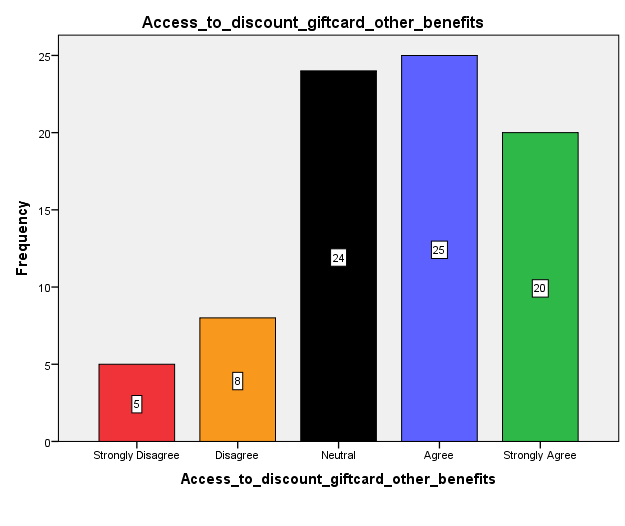 Access_to_discount_giftcard_other_benefits
25
20
15
10
5
0
Frequency
5
8
24
25
20
Strongly Disagree
Disagree
Neutral
Agree
Strongly Agree
Access_to_discount_giftcard_other_benefits